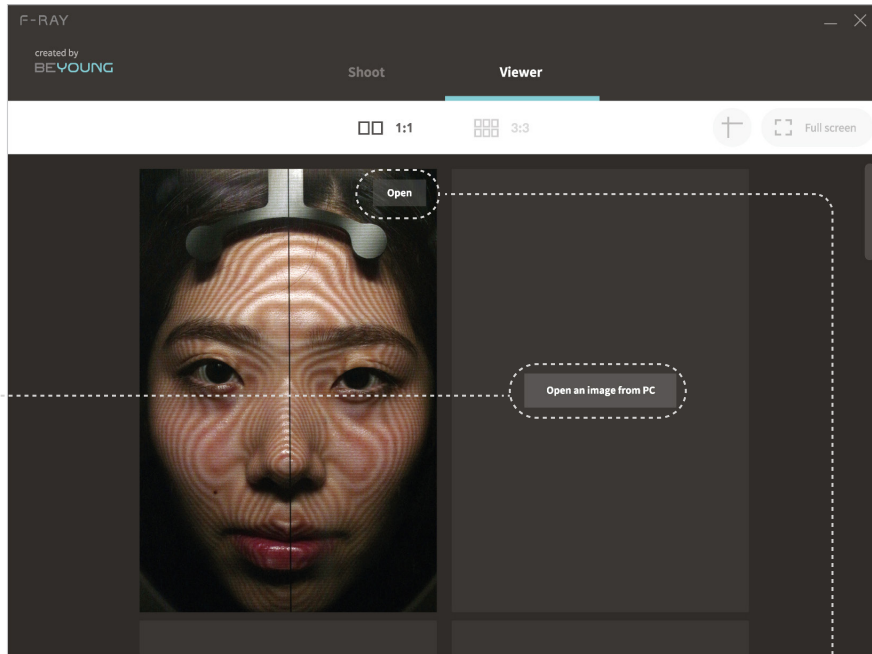 F-RAY
created by
BEYOUNG
Shoot
Viewer
1:1
3:3
Full screen
Open
Open an image from PC